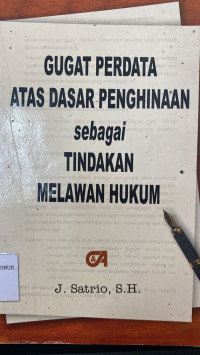 GUGAT PERDATA
ATAS DASAR PENGHINAAN
sebagai
TINDAKAN
MELAWAN HUKUM
J. Satrio, S.H.